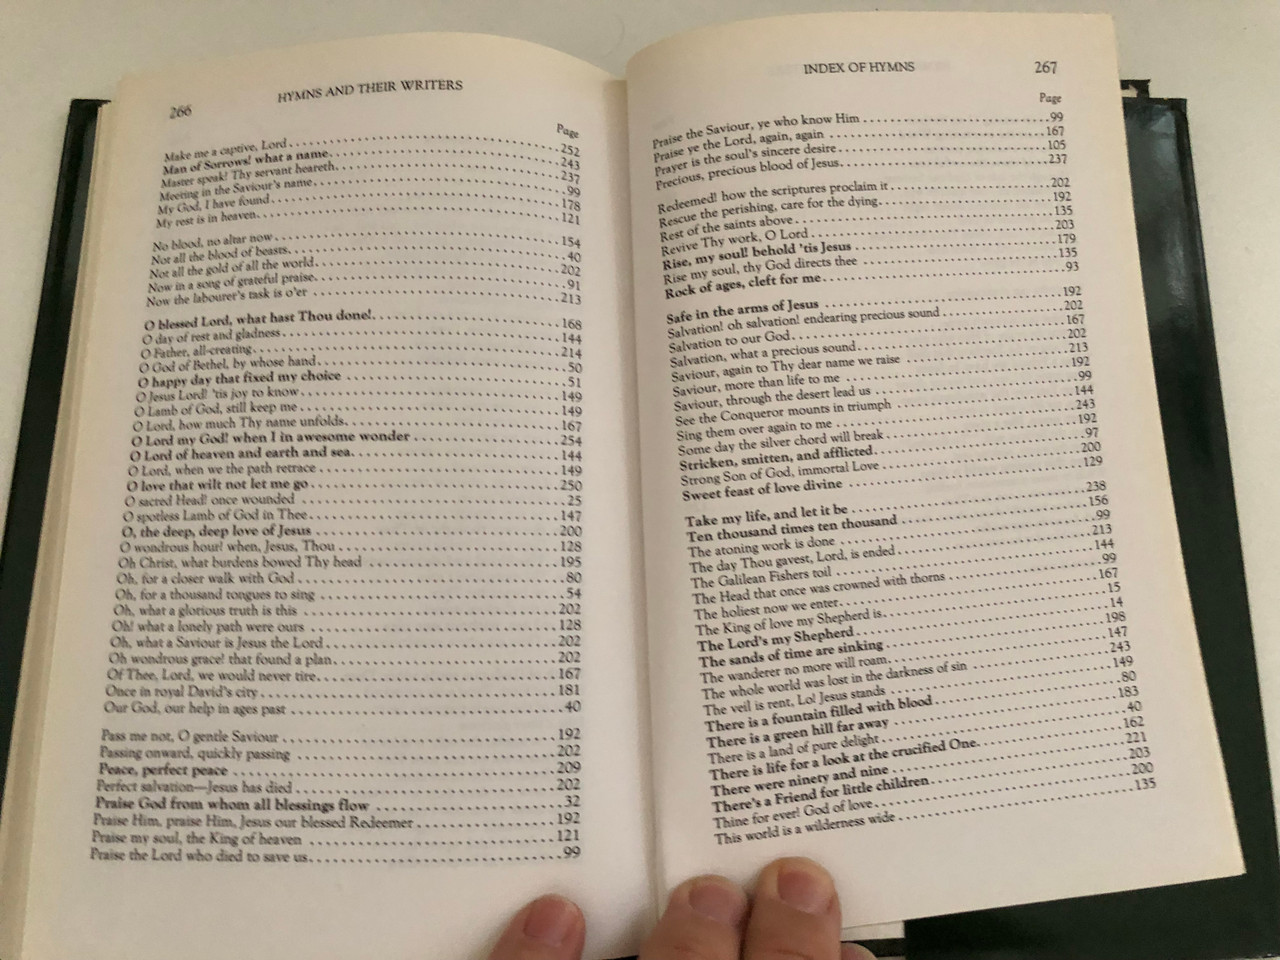 266 HYMNS AND THEIR WRITERS
Page
Make me a captive, Lord ........ 252
Man of Sorrows! what a name ........ 243
Master speak! Thy servant heareth ........ 237
Meeting in the Saviour's name ........ 99
My God, I have found ........ 178
My rest is in heaven ........ 121
No blood, no altar now ........ 154
Not all the blood of beasts ........ 40
Not all the gold of all the world ........ 202
Now in a song of grateful praise ........ 91
Now the labourer's task is o'er ........ 213
O blessed Lord, what hast Thou done! ........ 168
O day of rest and gladness ........ 144
O Father, all-creating ........ 214
O God of Bethel, by whose hand ........ 50
O happy day that fixed my choice ........ 51
O Jesus Lord! 'tis joy to know ........ 149
O Lamb of God, still keep me ........ 149
O Lord, how much Thy name unfolds ........ 167
O Lord my God! when I in awesome wonder ........ 254
O Lord of heaven and earth and sea ........ 144
O Lord, when we the path retrace ........ 149
O love that wilt not let me go ........ 250
O sacred Head! once wounded ........ 25
O spotless Lamb of God in Thee ........ 147
O, the deep, deep love of Jesus ........ 200
O wondrous hour! when, Jesus, Thou ........ 128
Oh Christ, what burdens bowed Thy head ........ 195
Oh, for a closer walk with God ........ 80
Oh, for a thousand tongues to sing ........ 54
Oh, what a glorious truth is this ........ 202
Oh! what a lonely path were ours ........ 128
Oh, what a Saviour is Jesus the Lord ........ 202
Oh wondrous grace! that found a plan ........ 202
Of Thee, Lord, we would never tire ........ 167
Once in royal David's city ........ 181
Our God, our help in ages past ........ 40
Pass me not, O gentle Saviour ........ 192
Passing onward, quickly passing ........ 202
Peace, perfect peace ........ 209
Perfect salvation—Jesus has died ........ 202
Praise God from whom all blessings flow ........ 32
Praise Him, praise Him, Jesus our blessed Redeemer ........ 192
Praise my soul, the King of heaven ........ 121
Praise the Lord who died to save us ........ 99
INDEX OF HYMNS 267
Page
Praise the Saviour, ye who know Him ........ 99
Praise ye the Lord, again, again ........ 167
Prayer is the soul's sincere desire ........ 105
Precious, precious blood of Jesus ........ 237
Redeemed! how the scriptures proclaim it ........ 202
Rescue the perishing, care for the dying ........ 192
Rest of the saints above ........ 135
Revive Thy work, O Lord ........ 203
Rise, my soul! behold 'tis Jesus ........ 179
Rise my soul, thy God directs thee ........ 135
Rock of ages, cleft for me ........ 93
Safe in the arms of Jesus ........ 192
Salvation! oh salvation! endearing precious sound ........ 202
Salvation to our God ........ 167
Salvation, what a precious sound ........ 202
Saviour, again to Thy dear name we raise ........ 213
Saviour, more than life to me ........ 192
Saviour, through the desert lead us ........ 99
See the Conqueror mounts in triumph ........ 144
Sing them over again to me ........ 243
Some day the silver chord will break ........ 192
Stricken, smitten, and afflicted ........ 97
Strong Son of God, immortal Love ........ 200
Sweet feast of love divine ........ 129
Take my life, and let it be ........ 238
Ten thousand times ten thousand ........ 156
The atoning work is done ........ 99
The day Thou gavest, Lord, is ended ........ 213
The Galilean Fishers toil ........ 144
The Head that once was crowned with thorns ........ 99
The holiest now we enter ........ 167
The King of love my Shepherd is ........ 15
The Lord's my Shepherd ........ 14
The sands of time are sinking ........ 198
The wanderer no more will roam ........ 147
The whole world was lost in the darkness of sin ........ 243
The veil is rent, Lo! Jesus stands ........ 149
There is a fountain filled with blood ........ 80
There is a green hill far away ........ 183
There is a land of pure delight ........ 40
There is life for a look at the crucified One ........ 162
There were ninety and nine ........ 221
There's a Friend for little children ........ 203
Thine for ever! God of love ........ 200
This world is a wilderness wide ........ 135